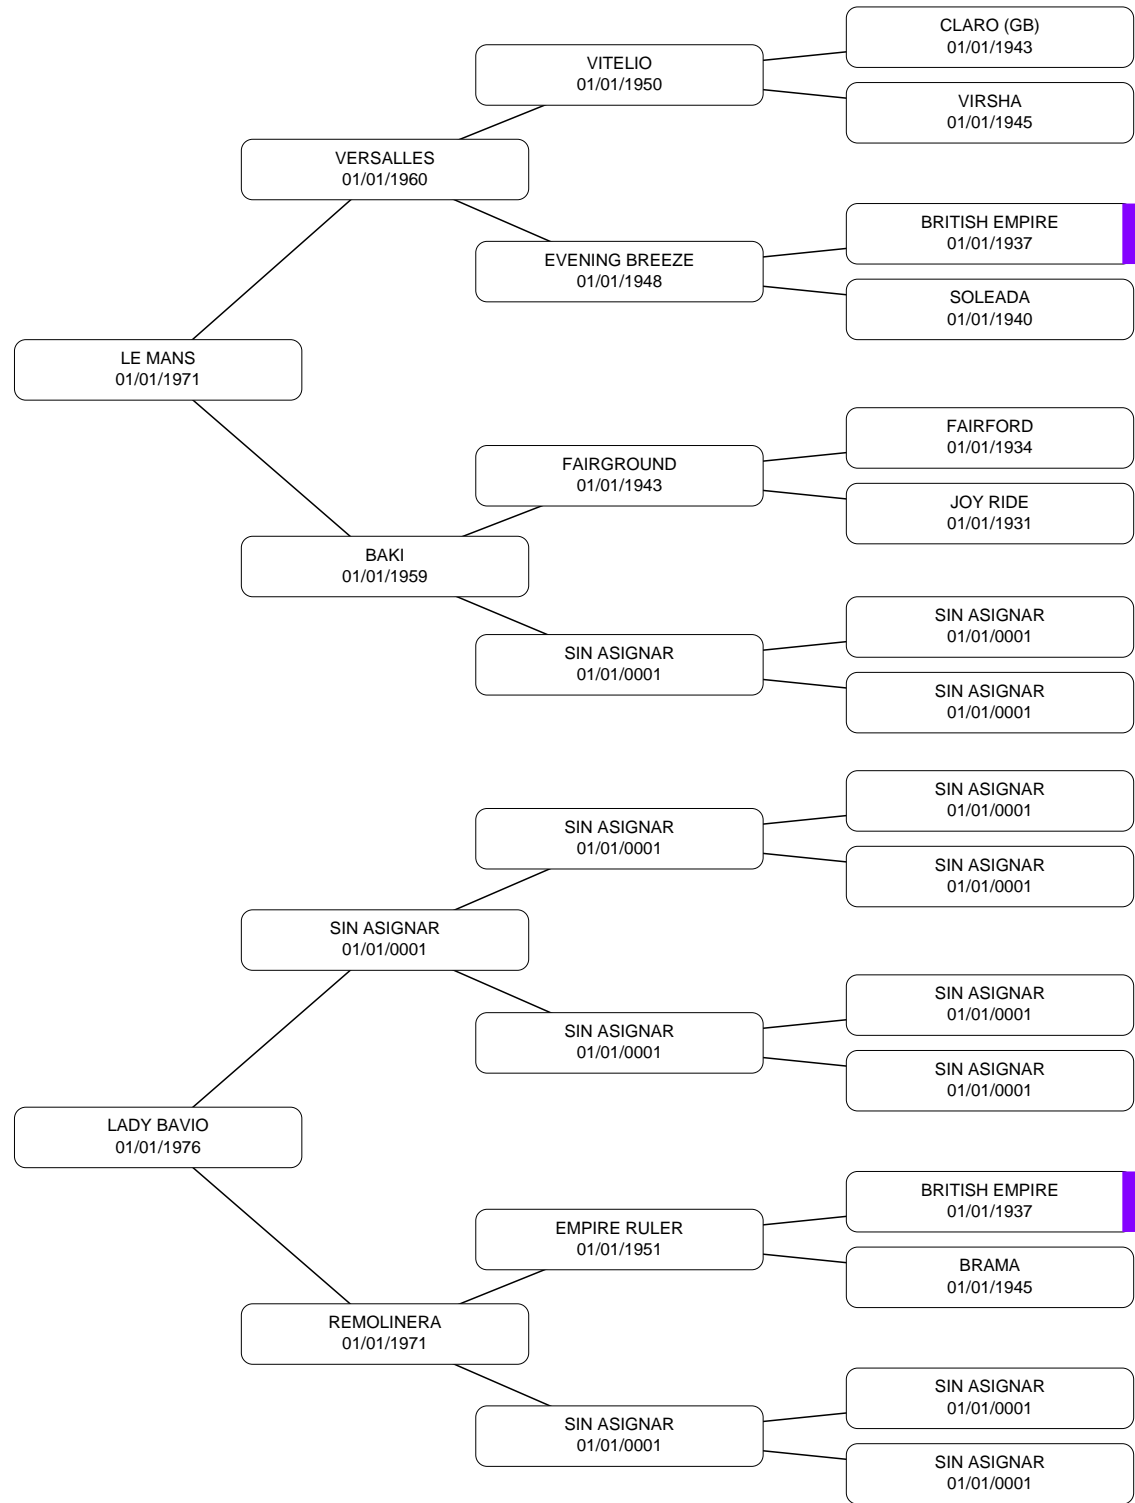 CLARO (GB)
01/01/1943
VITELIO
01/01/1950
VIRSHA
01/01/1945
VERSALLES
01/01/1960
BRITISH EMPIRE
01/01/1937
EVENING BREEZE
01/01/1948
SOLEADA
01/01/1940
LE MANS
01/01/1971
FAIRFORD
01/01/1934
FAIRGROUND
01/01/1943
JOY RIDE
01/01/1931
BAKI
01/01/1959
SIN ASIGNAR
01/01/0001
SIN ASIGNAR
01/01/0001
SIN ASIGNAR
01/01/0001
SIN ASIGNAR
01/01/0001
SIN ASIGNAR
01/01/0001
SIN ASIGNAR
01/01/0001
SIN ASIGNAR
01/01/0001
SIN ASIGNAR
01/01/0001
SIN ASIGNAR
01/01/0001
SIN ASIGNAR
01/01/0001
LADY BAVIO
01/01/1976
BRITISH EMPIRE
01/01/1937
EMPIRE RULER
01/01/1951
BRAMA
01/01/1945
REMOLINERA
01/01/1971
SIN ASIGNAR
01/01/0001
SIN ASIGNAR
01/01/0001
SIN ASIGNAR
01/01/0001